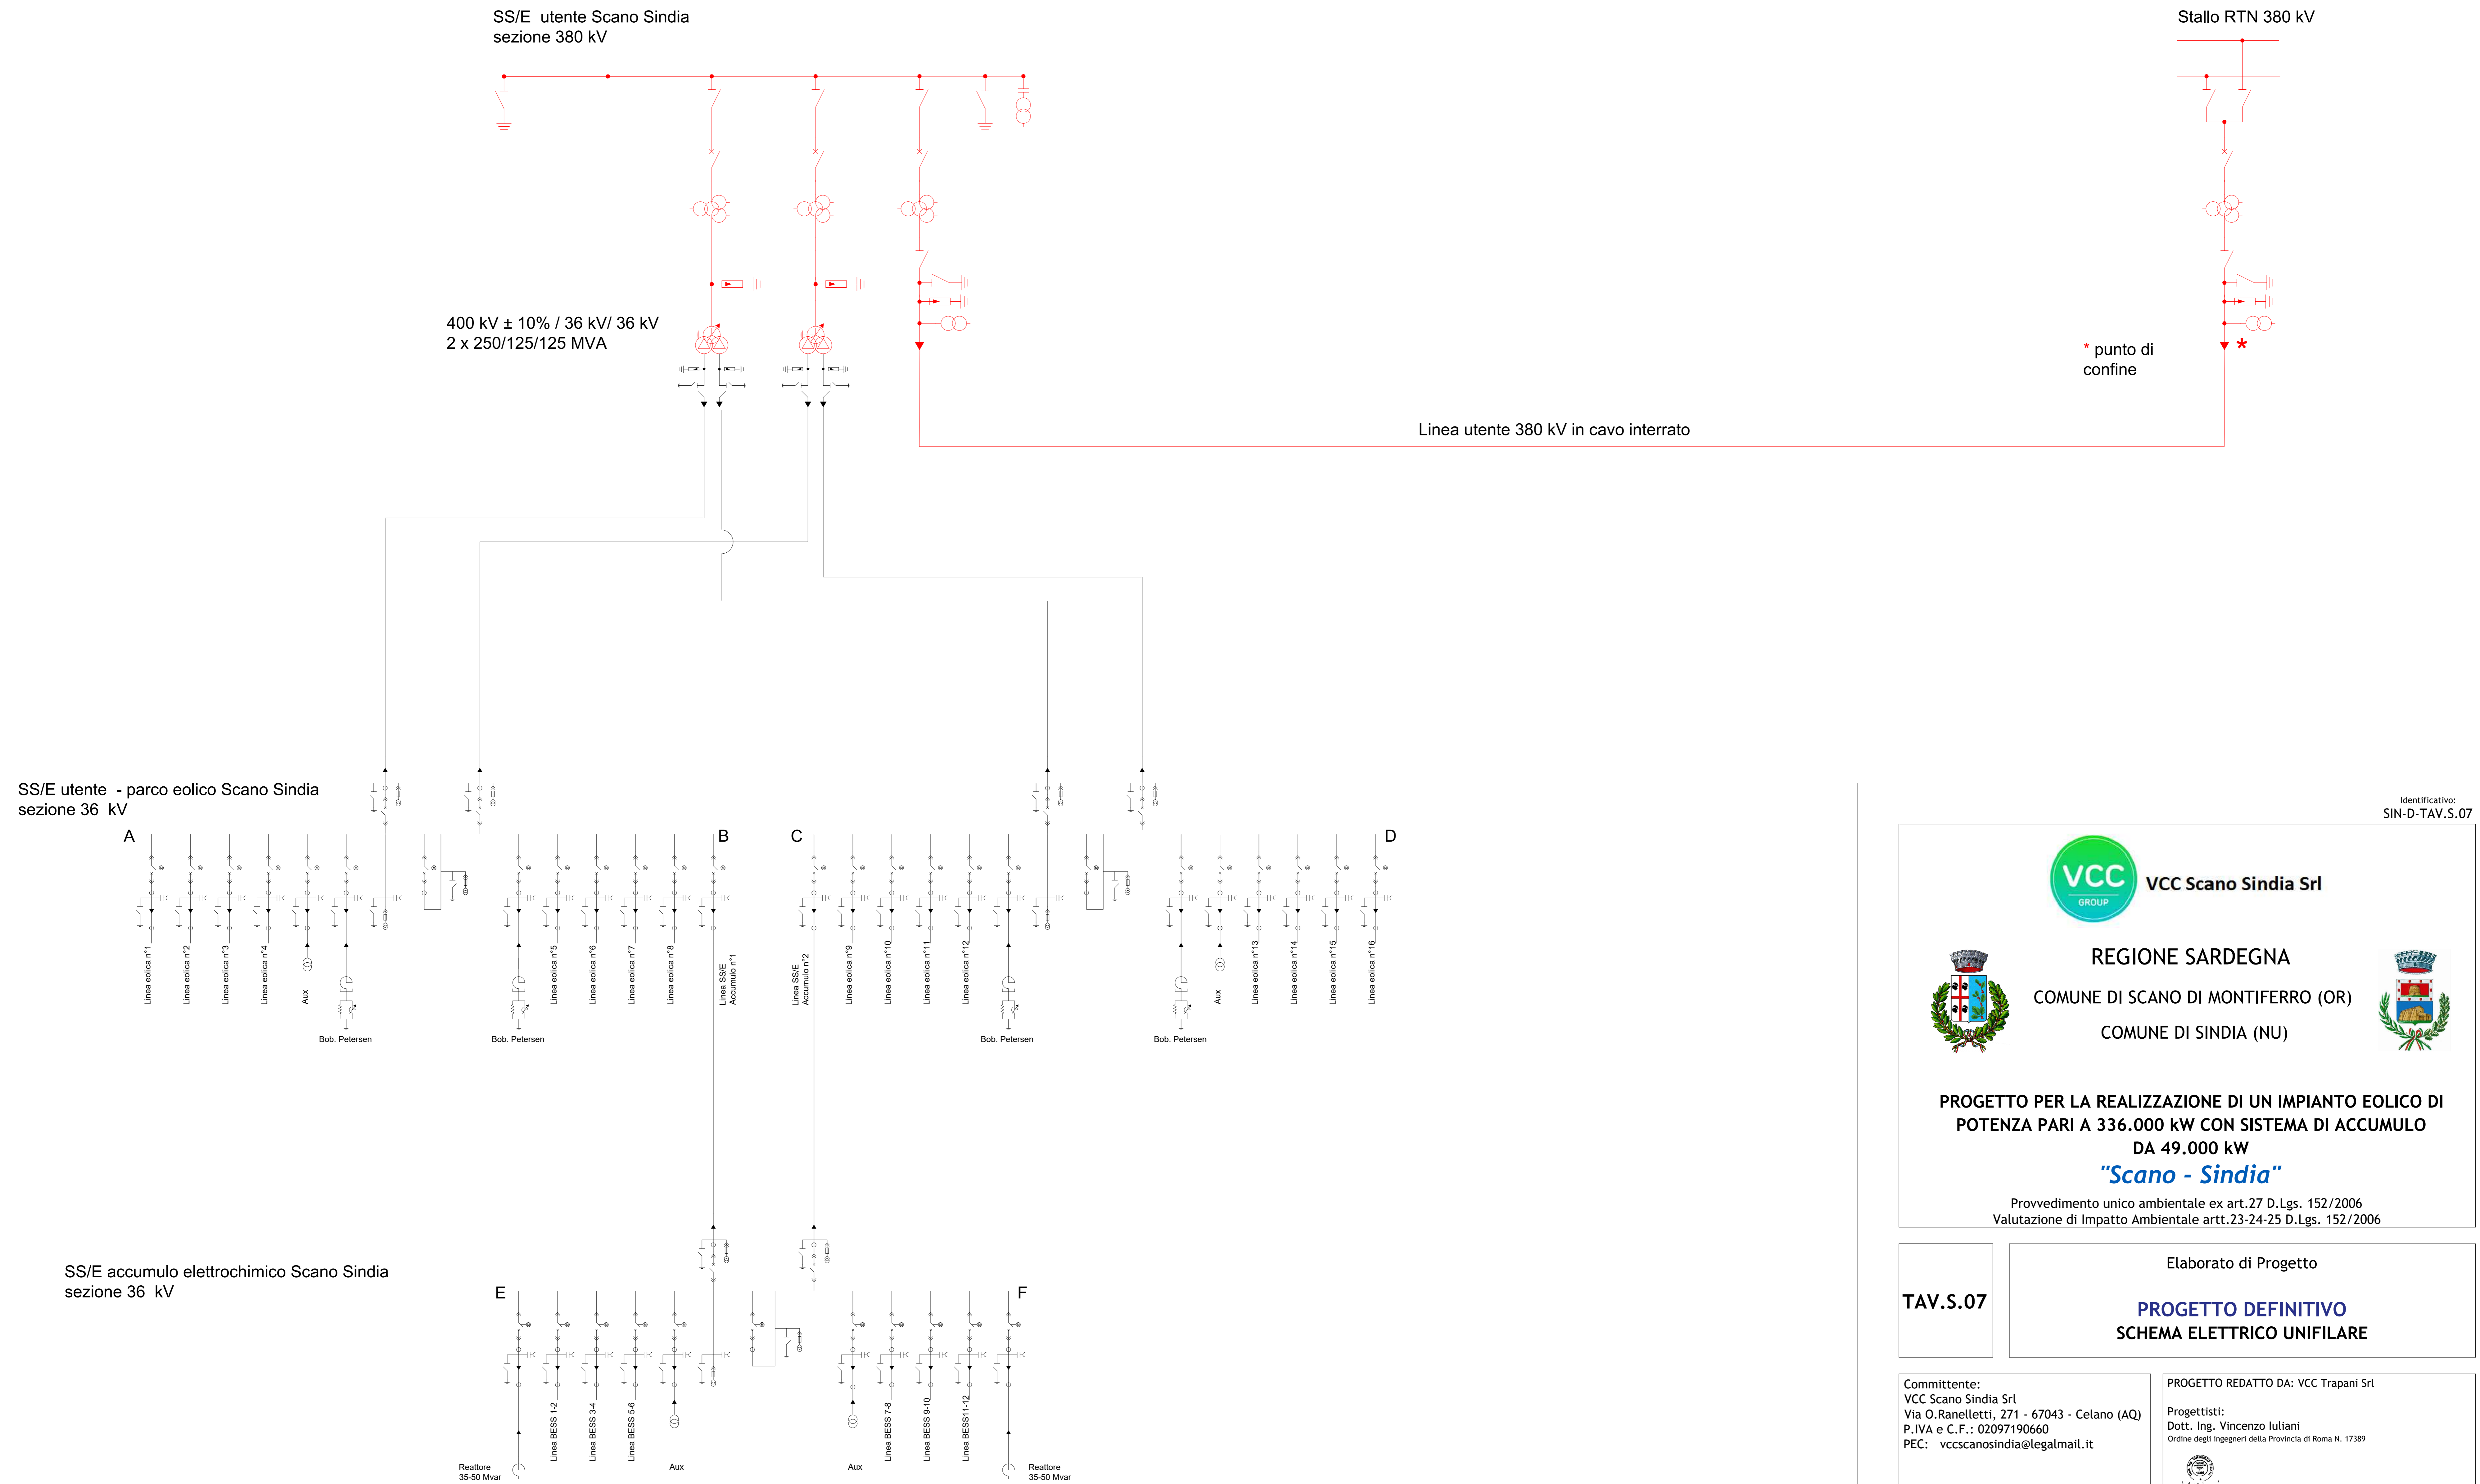 SS/E utente Scano Sindia
sezione 380 kV
Stallo RTN 380 kV
400 kV ± 10% / 36 kV/ 36 kV
2 x 250/125/125 MVA
* punto di
confine
*
Linea utente 380 kV in cavo interrato
SS/E utente - parco eolico Scano Sindia
sezione 36 kV
A
B
C
D
Linea eolica n°1
Linea eolica n°2
Linea eolica n°3
Linea eolica n°4
Aux
Bob. Petersen
Bob. Petersen
Linea eolica n°5
Linea eolica n°6
Linea eolica n°7
Linea eolica n°8
Linea SS/E
Accumulo n°1
Linea SS/E
Accumulo n°2
Linea eolica n°9
Linea eolica n°10
Linea eolica n°11
Linea eolica n°12
Bob. Petersen
Bob. Petersen
Aux
Linea eolica n°13
Linea eolica n°14
Linea eolica n°15
Linea eolica n°16
SS/E accumulo elettrochimico Scano Sindia
sezione 36 kV
E
F
Reattore
35-50 Mvar
Linea BESS 1-2
Linea BESS 3-4
Linea BESS 5-6
Aux
Aux
Linea BESS 7-8
Linea BESS 9-10
Linea BESS11-12
Reattore
35-50 Mvar
Identificativo:
SIN-D-TAV.S.07
VCC
GROUP
VCC Scano Sindia Srl
REGIONE SARDEGNA
COMUNE DI SCANO DI MONTIFERRO (OR)
COMUNE DI SINDIA (NU)
PROGETTO PER LA REALIZZAZIONE DI UN IMPIANTO EOLICO DI
POTENZA PARI A 336.000 kW CON SISTEMA DI ACCUMULO
DA 49.000 kW
"Scano - Sindia"
Provvedimento unico ambientale ex art.27 D.Lgs. 152/2006
Valutazione di Impatto Ambientale artt.23-24-25 D.Lgs. 152/2006
TAV.S.07
Elaborato di Progetto
PROGETTO DEFINITIVO
SCHEMA ELETTRICO UNIFILARE
Committente:
VCC Scano Sindia Srl
Via O.Ranelletti, 271 - 67043 - Celano (AQ)
P.IVA e C.F.: 02097190660
PEC: vccscanosindia@legalmail.it
PROGETTO REDATTO DA: VCC Trapani Srl
Progettisti:
Dott. Ing. Vincenzo Iuliani
Ordine degli ingegneri della Provincia di Roma N. 17389